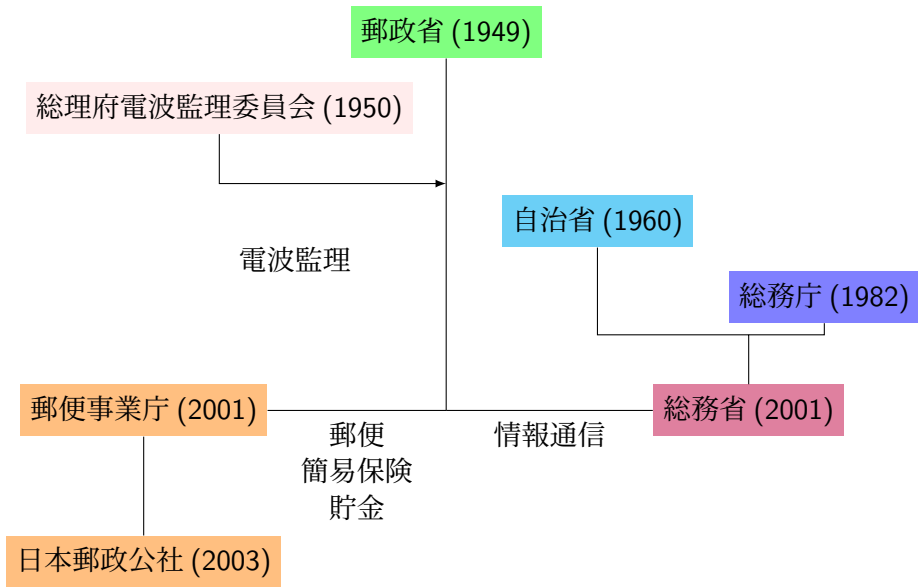 郵政省 (1949)
総理府電波監理委員会 (1950)
自治省 (1960)
電波監理
総務庁 (1982)
郵便事業庁 (2001)
総務省 (2001)
郵便
簡易保険
貯金
情報通信
日本郵政公社 (2003)